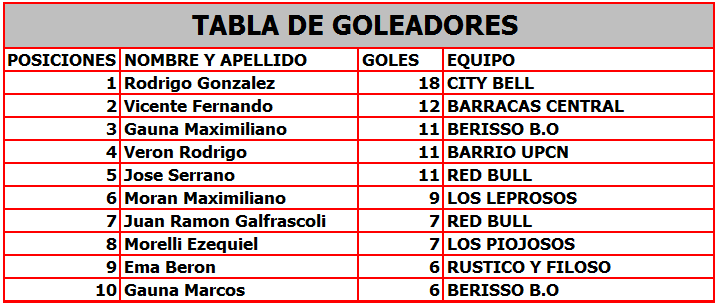 TABLA DE GOLEADORES
POSICIONES NOMBRE Y APELLIDO GOLES EQUIPO
1 Rodrigo Gonzalez 18 CITY BELL
2 Vicente Fernando 12 BARRACAS CENTRAL
3 Gauna Maximiliano 11 BERISSO B.O
4 Veron Rodrigo 11 BARRIO UPCN
5 Jose Serrano 11 RED BULL
6 Moran Maximiliano 9 LOS LEPROSOS
7 Juan Ramon Galfrascoli 7 RED BULL
8 Morelli Ezequiel 7 LOS PIOJOSOS
9 Ema Beron 6 RUSTICO Y FILOSO
10 Gauna Marcos 6 BERISSO B.O